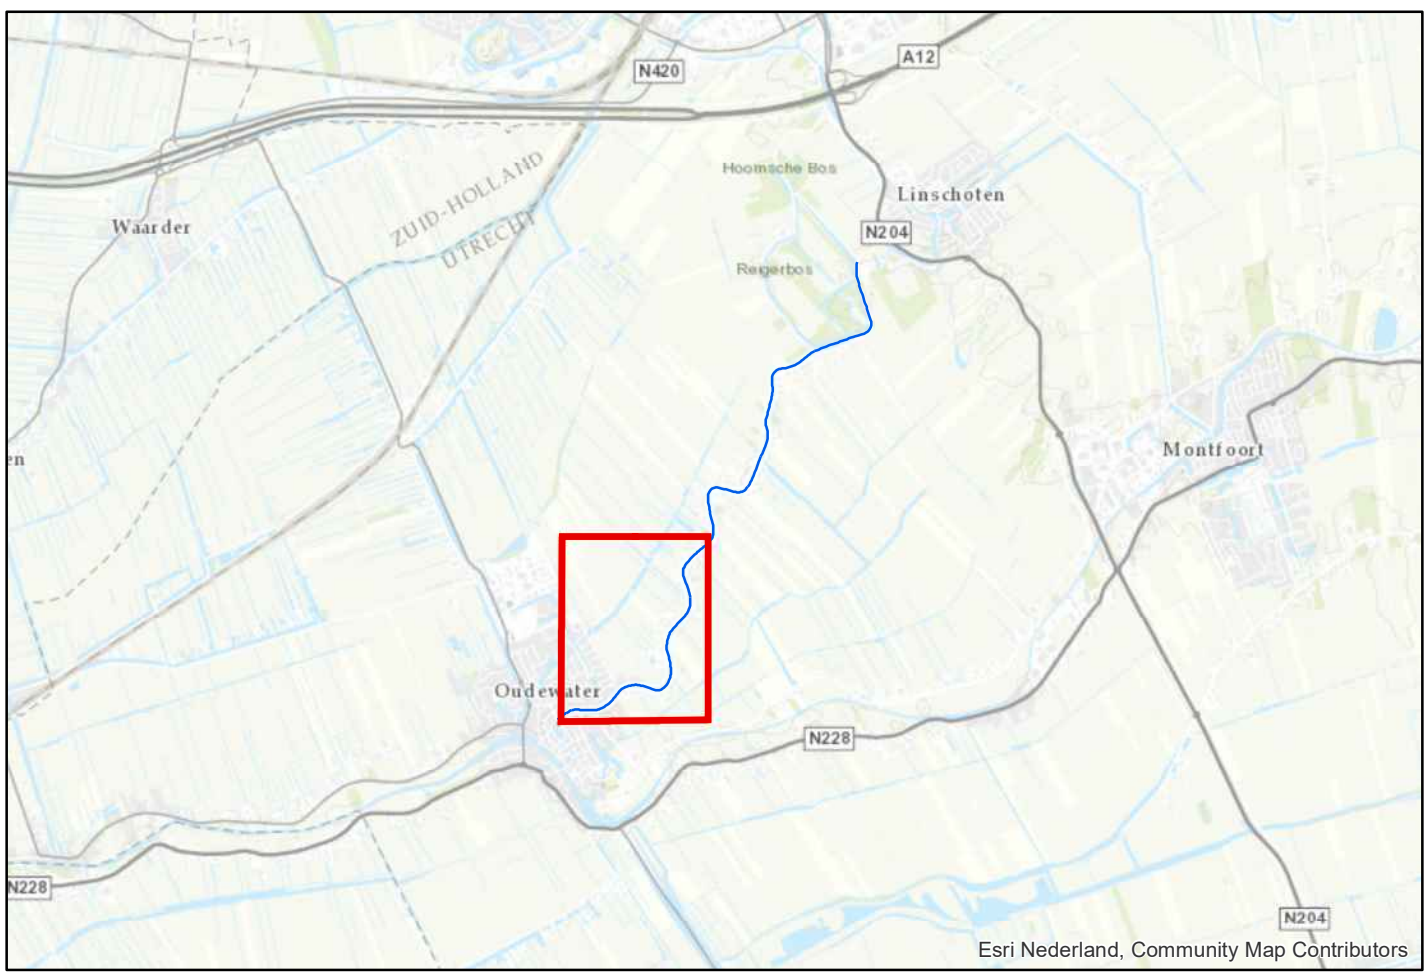 A12
N420
ZUID-HOLLAND
UTRECHT
Hoomsche Bos
Linschoten
Waarder
N204
Reigerbos
Montfoort
en
Oudewater
N228
N228
N204
Esri Nederland, Community Map Contributors